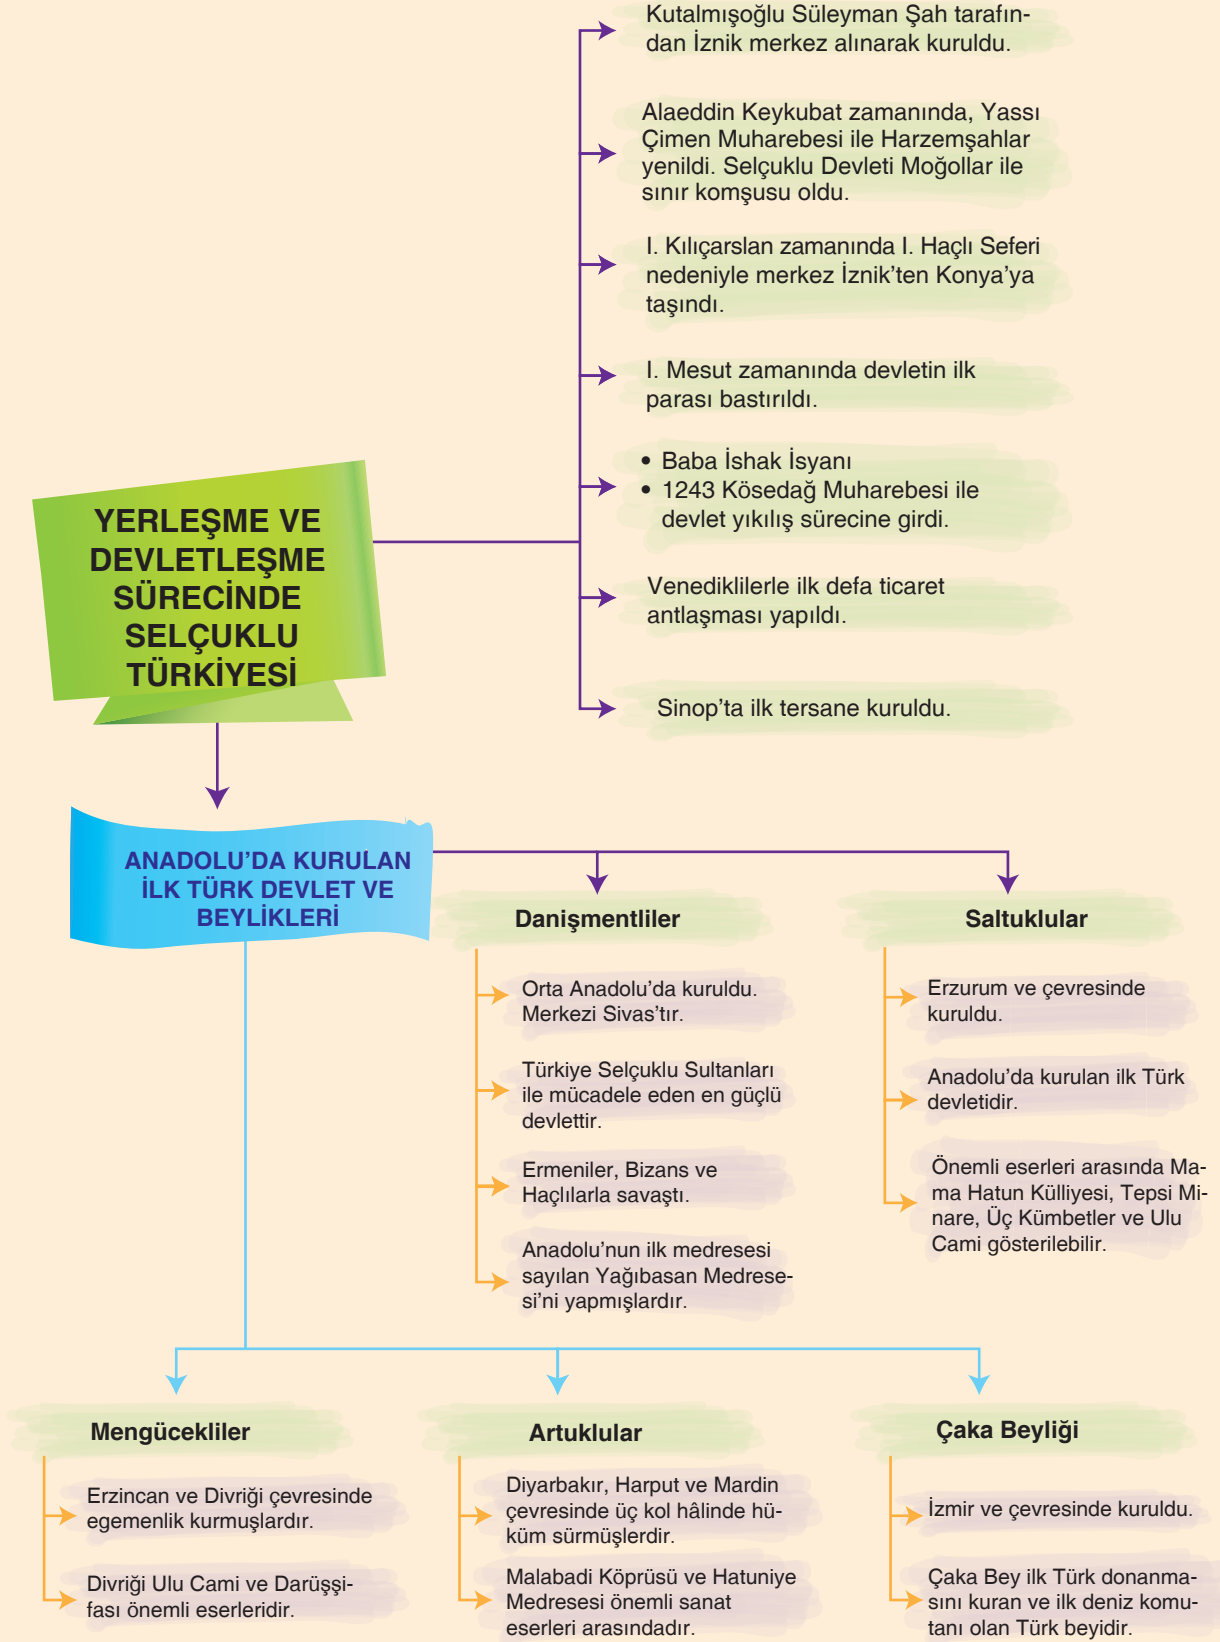 Kutalmışoğlu Süleyman Şah tarafın-
dan İznik merkez alınarak kuruldu.
Alaeddin Keykubat zamanında, Yassı
Çimen Muharebesi ile Harzemşahlar
yenildi. Selçuklu Devleti Moğollar ile
sınır komşusu oldu.
I. Kılıçarslan zamanında I. Haçlı Seferi
nedeniyle merkez İznik’ten Konya’ya
taşındı.
I. Mesut zamanında devletin ilk
parası bastırıldı.
• Baba İshak İsyanı
• 1243 Kösedağ Muharebesi ile
devlet yıkılış sürecine girdi.
Venediklilerle ilk defa ticaret
antlaşması yapıldı.
Sinop’ta ilk tersane kuruldu.
YERLEŞME VE
DEVLETLEŞME
SÜRECİNDE
SELÇUKLU
TÜRKİYESİ
ANADOLU’DA KURULAN
İLK TÜRK DEVLET VE
BEYLİKLERİ
Danişmentliler
Orta Anadolu’da kuruldu.
Merkezi Sivas’tır.
Türkiye Selçuklu Sultanları
ile mücadele eden en güçlü
devlettir.
Ermeniler, Bizans ve
Haçlılarla savaştı.
Anadolu’nun ilk medresesi
sayılan Yağıbasan Medrese-
si’ni yapmışlardır.
Saltuklular
Erzurum ve çevresinde
kuruldu.
Anadolu’da kurulan ilk Türk
devletidir.
Önemli eserleri arasında Ma-
ma Hatun Külliyesi, Tepsi Mi-
nare, Üç Kümbetler ve Ulu
Cami gösterilebilir.
Mengücekliler
Erzincan ve Divriği çevresinde
egemenlik kurmuşlardır.
Divriği Ulu Cami ve Darüşşi-
fası önemli eserleridir.
Artuklular
Diyarbakır, Harput ve Mardin
çevresinde üç kol hâlinde hü-
küm sürmüşlerdir.
Malabadi Köprüsü ve Hatuniye
Medresesi önemli sanat
eserleri arasındadır.
Çaka Beyliği
İzmir ve çevresinde kuruldu.
Çaka Bey ilk Türk donanma-
sını kuran ve ilk deniz komu-
tanı olan Türk beyidir.